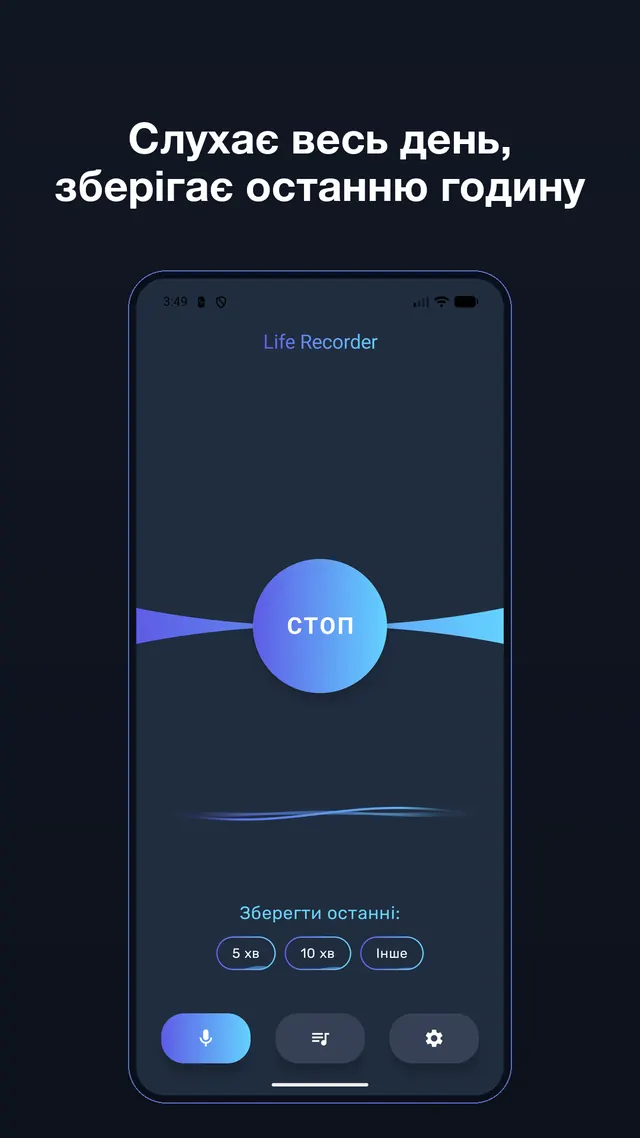 Слухає весь день,
зберігає останню годину
3:49
Life Recorder
СТОП
Зберегти останні:
5 хв
10 хв
Інше